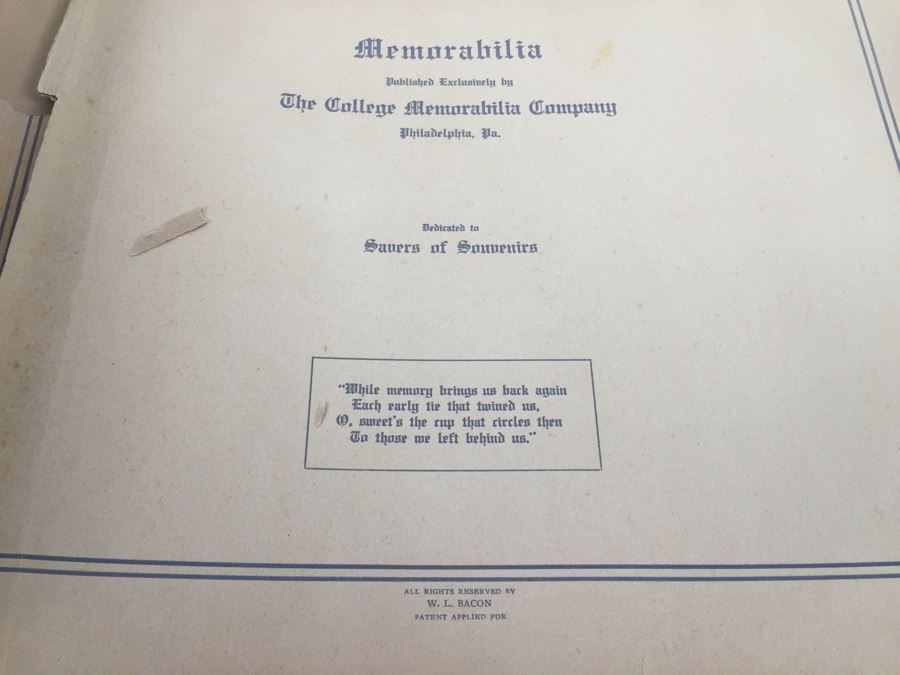 Memorabilia
Published Exclusively by
The College Memorabilia Company
Philadelphia, Pa.
Dedicated to
Savers of Souvenirs
"While memory brings us back again
Each early tie that twined us,
O, sweet's the cup that circles then
To those we left behind us."
ALL RIGHTS RESERVED BY
W. L. BACON
PATENT APPLIED FOR